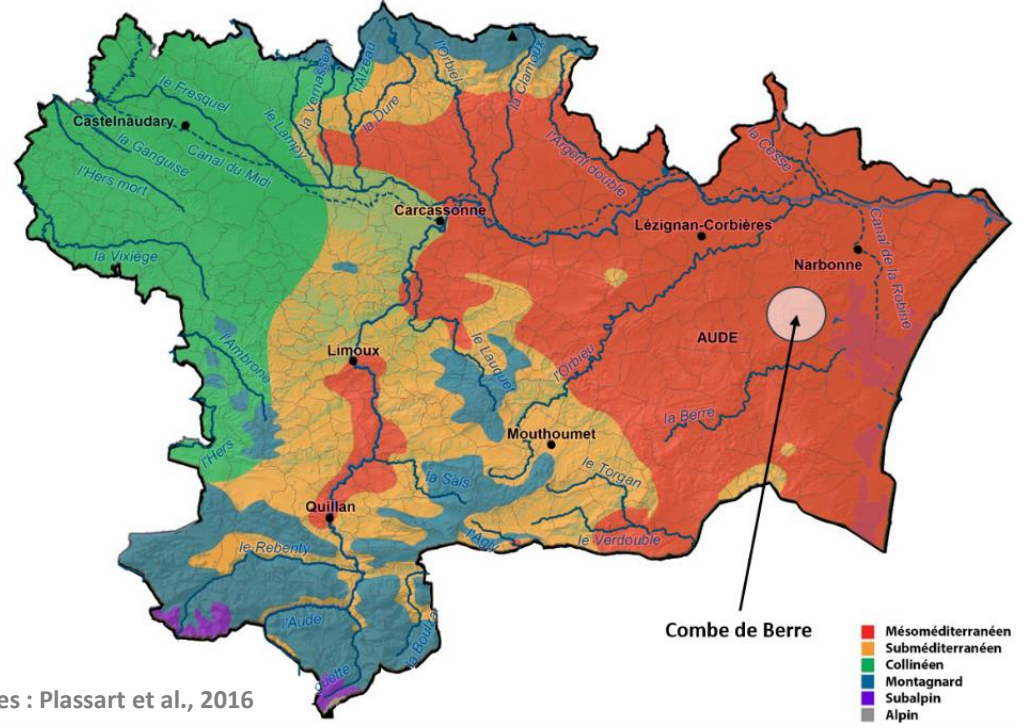 le Fresquel
Castelnaudary
la Ganguise
Canal du Midi
l'Hers mort
la Vixiège
le Lampy
la Vernassonne
l'Alzeau
la Dure
l'Orbiel
la Clamoux
l'Argent double
la Cesse
Carcassonne
Lézignan-Corbières
Narbonne
Canal de la Robine
l'Ambrone
Limoux
le Lauquet
l'Orbieu
AUDE
la Berre
l'Hers
Mouthoumet
la Sals
le Torgan
Quillan
le Rebenty
l'Agly
le Verdouble
l'Aude
la Boulzane
Combe de Berre
Mésoméditerranéen
Subméditerranéen
Collinéen
Montagnard
Subalpin
Alpin
es : Plassart et al., 2016